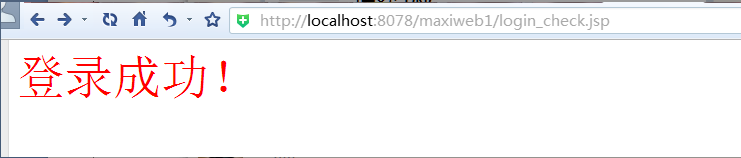 http://localhost:8078/maxiweb1/login_check.jsp
登录成功！